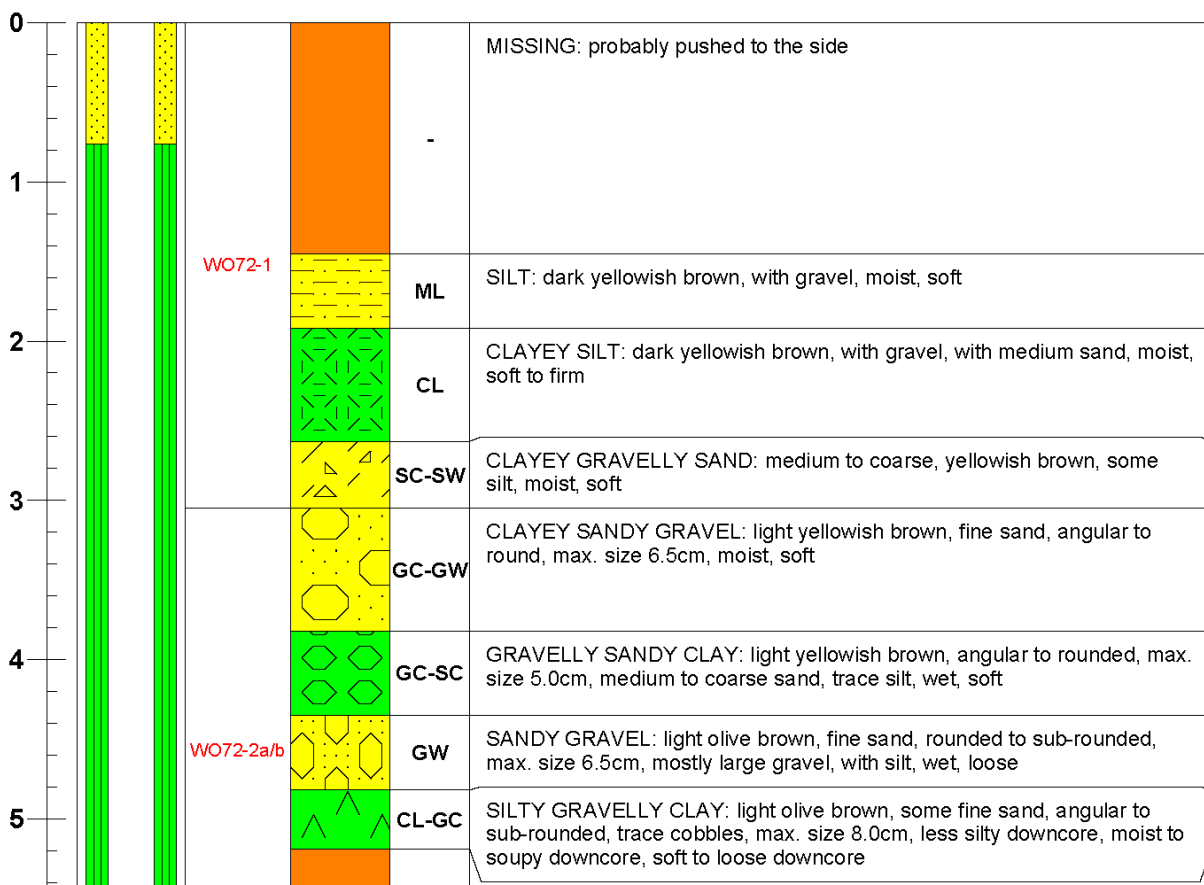 0
MISSING: probably pushed to the side
-
1
WO72-1
ML
SILT: dark yellowish brown, with gravel, moist, soft
2
CL
CLAYEY SILT: dark yellowish brown, with gravel, with medium sand, moist,
soft to firm
SC-SW
CLAYEY GRAVELLY SAND: medium to coarse, yellowish brown, some
silt, moist, soft
3
GC-GW
CLAYEY SANDY GRAVEL: light yellowish brown, fine sand, angular to
round, max. size 6.5cm, moist, soft
4
GC-SC
GRAVELLY SANDY CLAY: light yellowish brown, angular to rounded, max.
size 5.0cm, medium to coarse sand, trace silt, wet, soft
WO72-2a/b
GW
SANDY GRAVEL: light olive brown, fine sand, rounded to sub-rounded,
max. size 6.5cm, mostly large gravel, with silt, wet, loose
5
CL-GC
SILTY GRAVELLY CLAY: light olive brown, some fine sand, angular to
sub-rounded, trace cobbles, max. size 8.0cm, less silty downcore, moist to
soupy downcore, soft to loose downcore